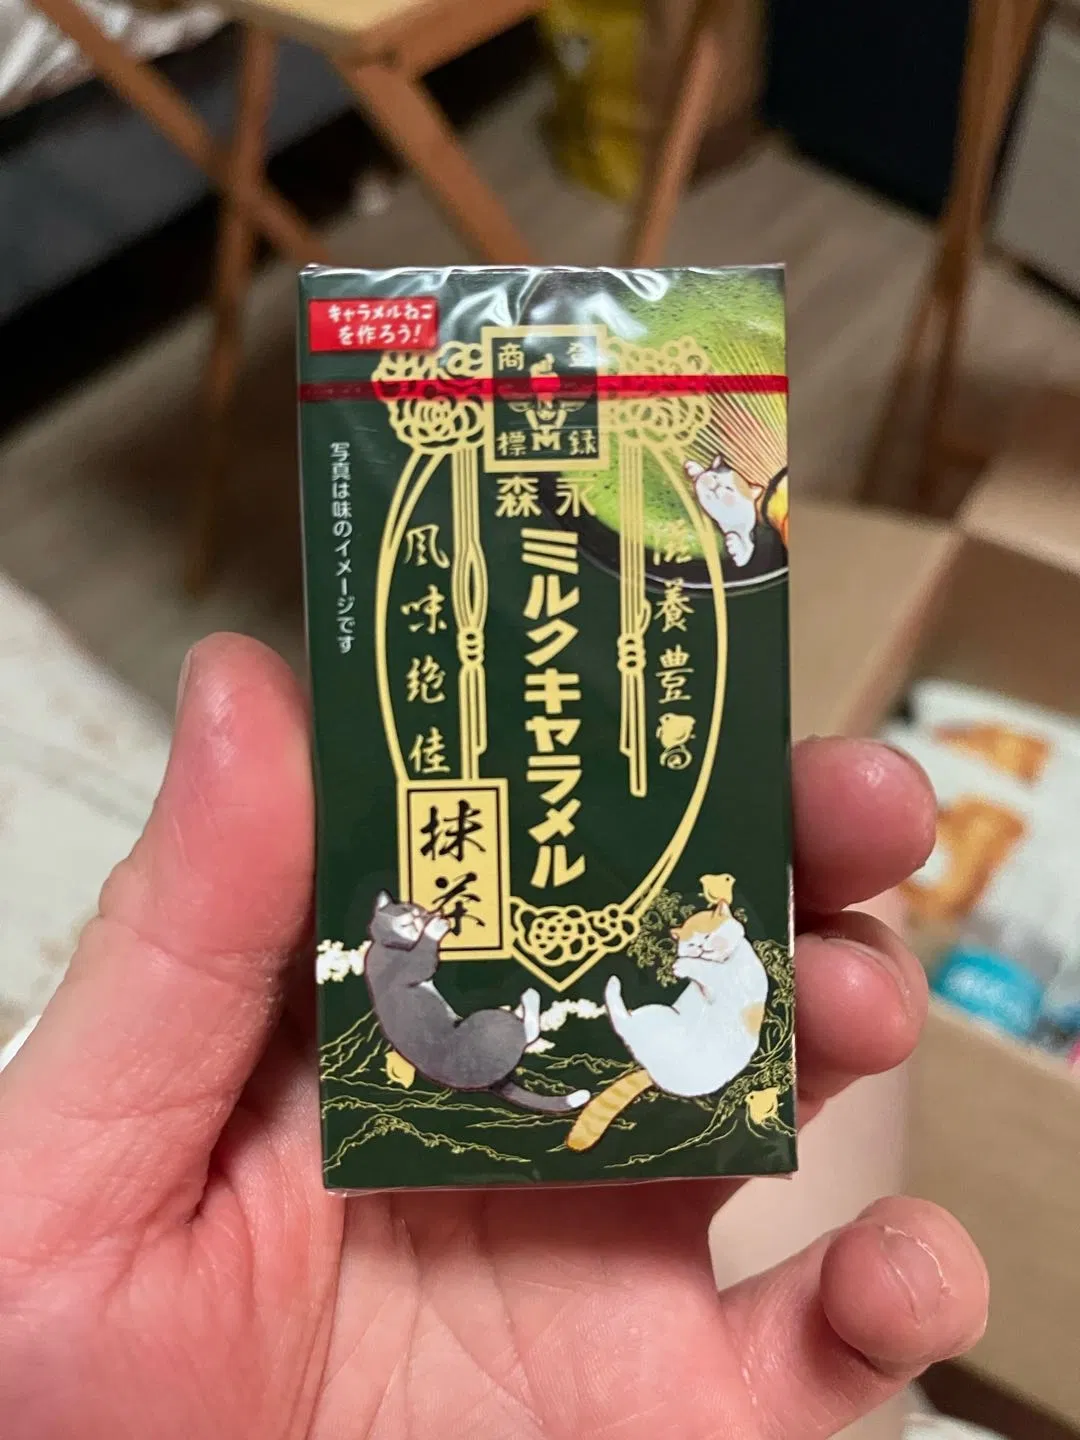 キャラメルねこ
を作ろう!
商登
標録
森永
ミルクキャラメル
滋養豊富
風味絶佳
抹茶
写真は味のイメージです